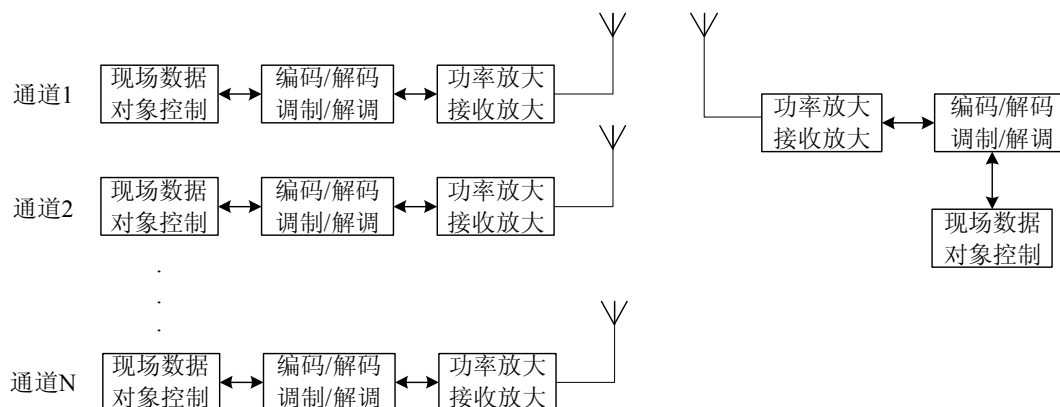 通道1
现场数据
对象控制
编码/解码
调制/解调
功率放大
接收放大
功率放大
接收放大
编码/解码
调制/解调
现场数据
对象控制
通道2
现场数据
对象控制
编码/解码
调制/解调
功率放大
接收放大
通道N
现场数据
对象控制
编码/解码
调制/解调
功率放大
接收放大